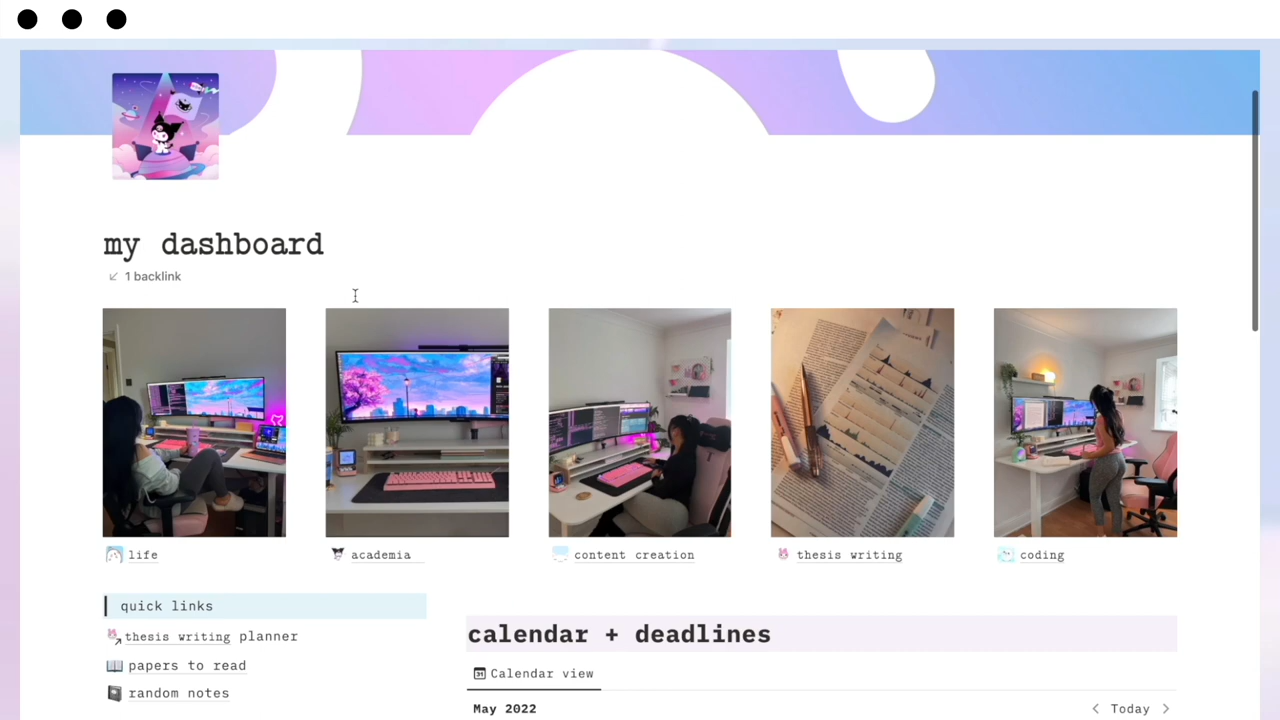 my dashboard
1 backlink
life
academia
content creation
thesis writing
coding
quick links
thesis writing planner
papers to read
random notes
calendar + deadlines
31 Calendar view
May 2022
Today